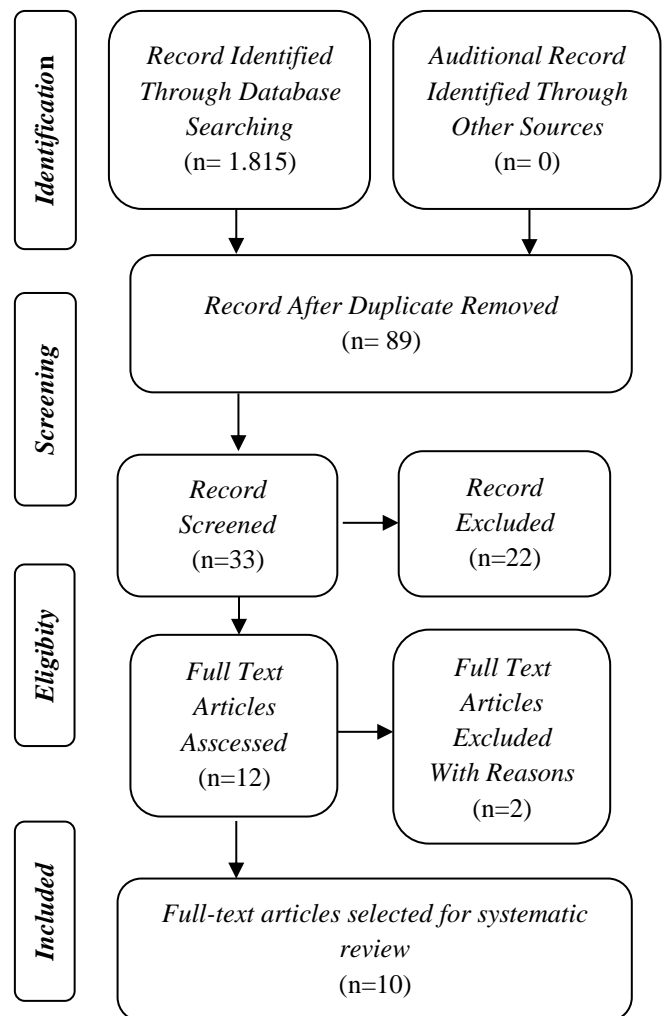 Identification
Record Identified
Through Database
Searching
(n= 1.815)
Auditional Record
Identified Through
Other Sources
(n= 0)
Screening
Record After Duplicate Removed
(n= 89)
Record
Screened
(n=33)
Record
Excluded
(n=22)
Eligibity
Full Text
Articles
Asscessed
(n=12)
Full Text
Articles
Excluded
With Reasons
(n=2)
Included
Full-text articles selected for systematic
review
(n=10)